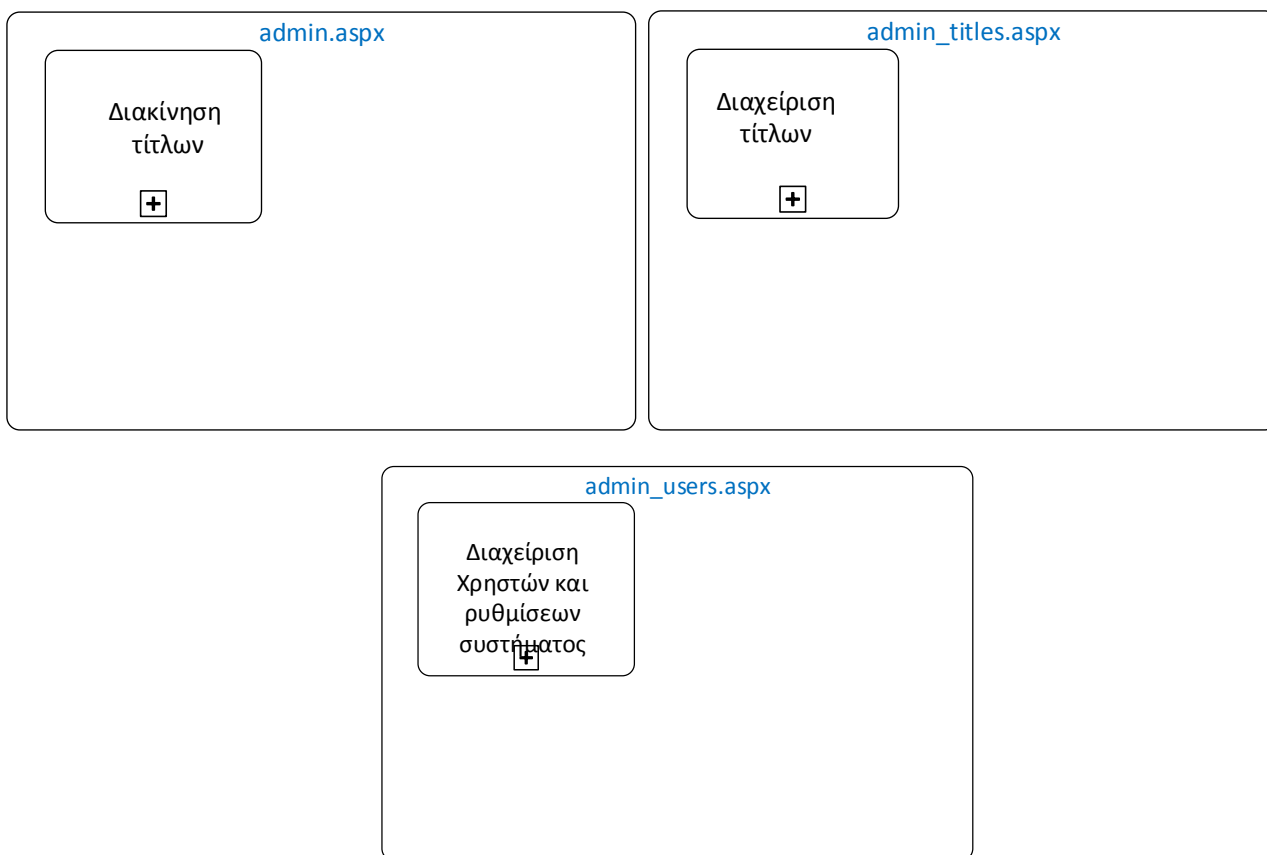 admin.aspx
Διακίνηση
τίτλων
admin_titles.aspx
Διαχείριση
τίτλων
admin_users.aspx
Διαχείριση
Χρηστών και
ρυθμίσεων
συστήματος